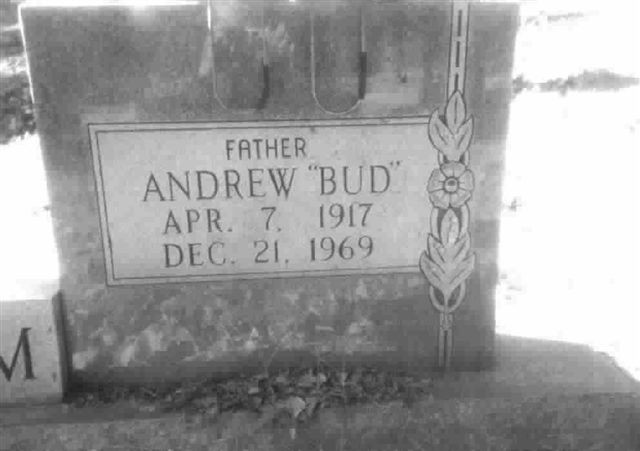 FATHER
ANDREW "BUD"
APR. 7, 1917
DEC. 21, 1969
M